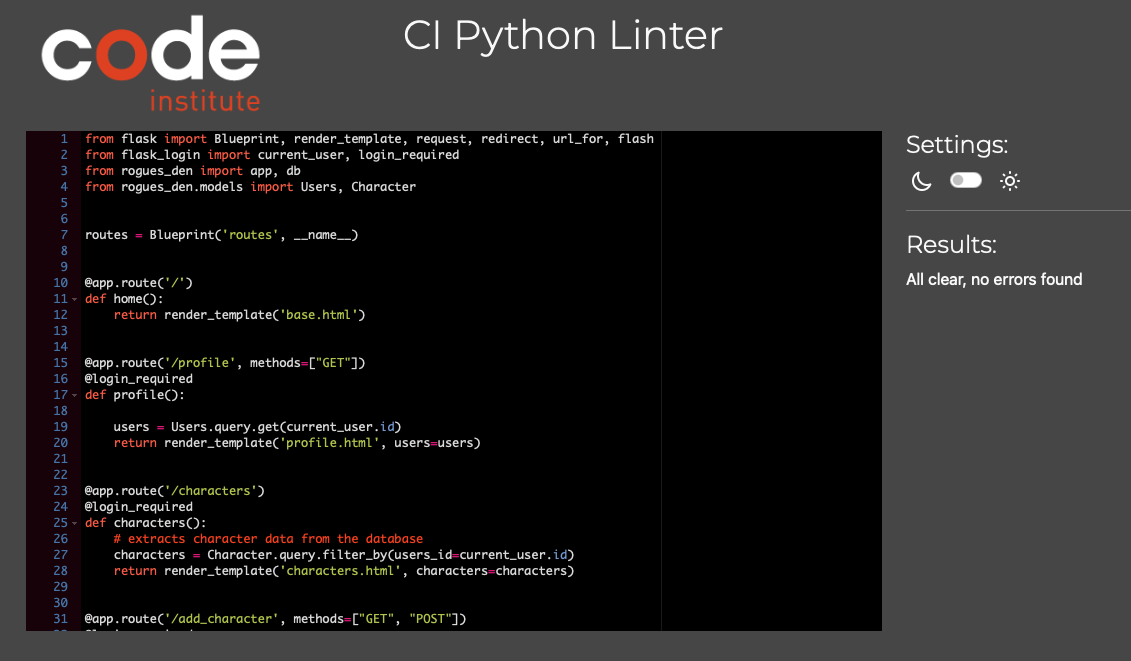 code
institute
CI Python Linter
1 from flask import Blueprint, render_template, request, redirect, url_for, flash
2 from flask_login import current_user, login_required
3 from rogues_den import app, db
4 from rogues_den.models import Users, Character
5
6
7 routes = Blueprint('routes', __name__)
8
9
10 @app.route('/')
11 def home():
12     return render_template('base.html')
13
14
15 @app.route('/profile', methods=["GET"])
16 @login_required
17 def profile():
18
19     users = Users.query.get(current_user.id)
20     return render_template('profile.html', users=users)
21
22
23 @app.route('/characters')
24 @login_required
25 def characters():
26     # extracts character data from the database
27     characters = Character.query.filter_by(users_id=current_user.id)
28     return render_template('characters.html', characters=characters)
29
30
31 @app.route('/add_character', methods=["GET", "POST"])
Settings:
Results:
All clear, no errors found